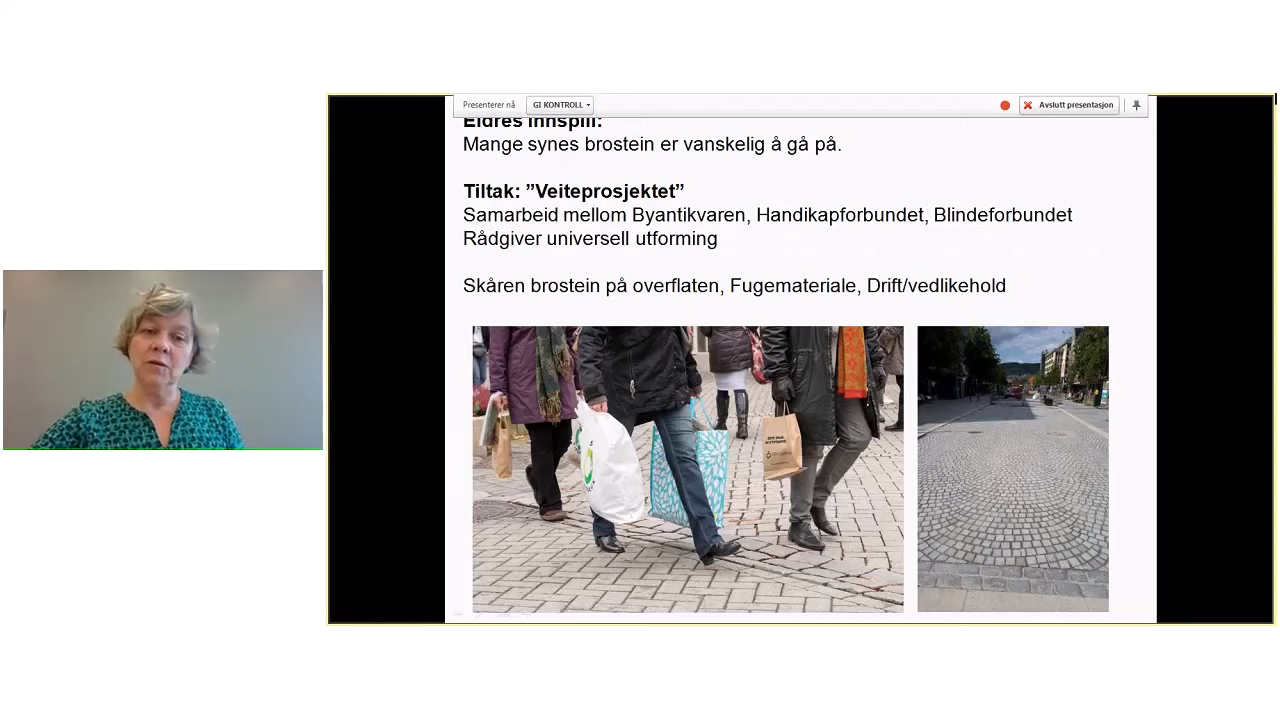 Presenterer nå
GI KONTROLL
Avslutt presentasjon
Eldres innspill:
Mange synes brostein er vanskelig å gå på.
Tiltak: ”Veiteprosjektet”
Samarbeid mellom Byantikvaren, Handikapforbundet, Blindeforbundet
Rådgiver universell utforming
Skåren brostein på overflaten, Fugemateriale, Drift/vedlikehold